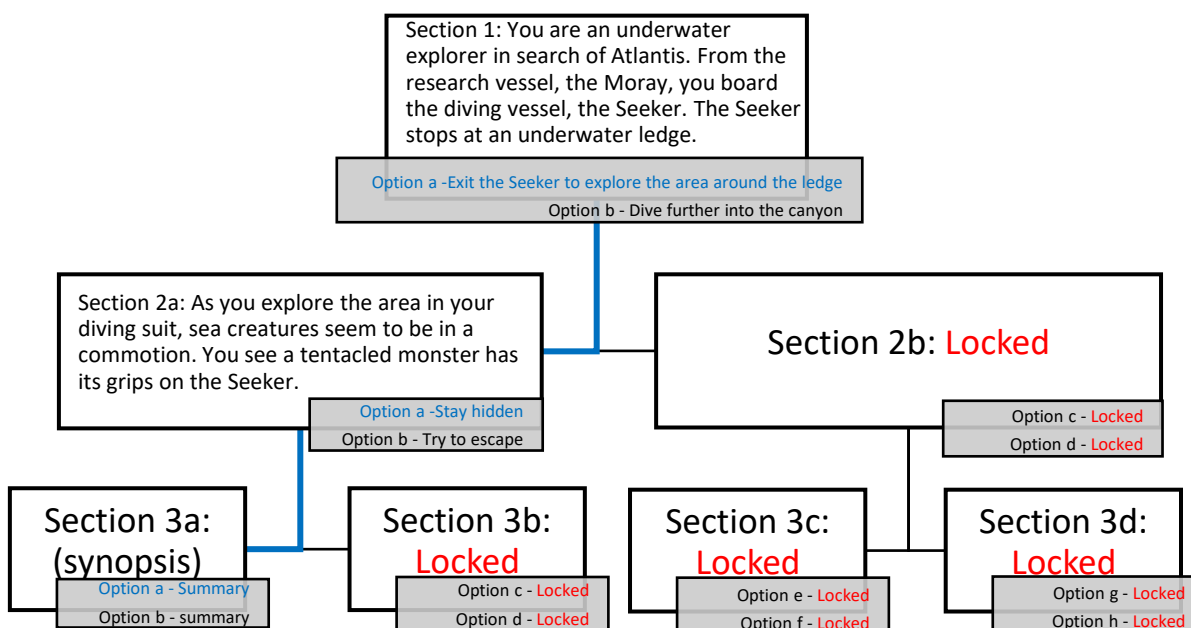 Section 1: You are an underwater
explorer in search of Atlantis. From the
research vessel, the Moray, you board
the diving vessel, the Seeker. The Seeker
stops at an underwater ledge.
Option a -Exit the Seeker to explore the area around the ledge
Option b - Dive further into the canyon
Section 2a: As you explore the area in your
diving suit, sea creatures seem to be in a
commotion. You see a tentacled monster has
its grips on the Seeker.
Option a -Stay hidden
Option b - Try to escape
Section 2b: Locked
Option c - Locked
Option d - Locked
Section 3a:
(synopsis)
Option a - Summary
Option b - summary
Section 3b:
Locked
Option c - Locked
Option d - Locked
Section 3c:
Locked
Option e - Locked
Option f - Locked
Section 3d:
Locked
Option g - Locked
Option h - Locked